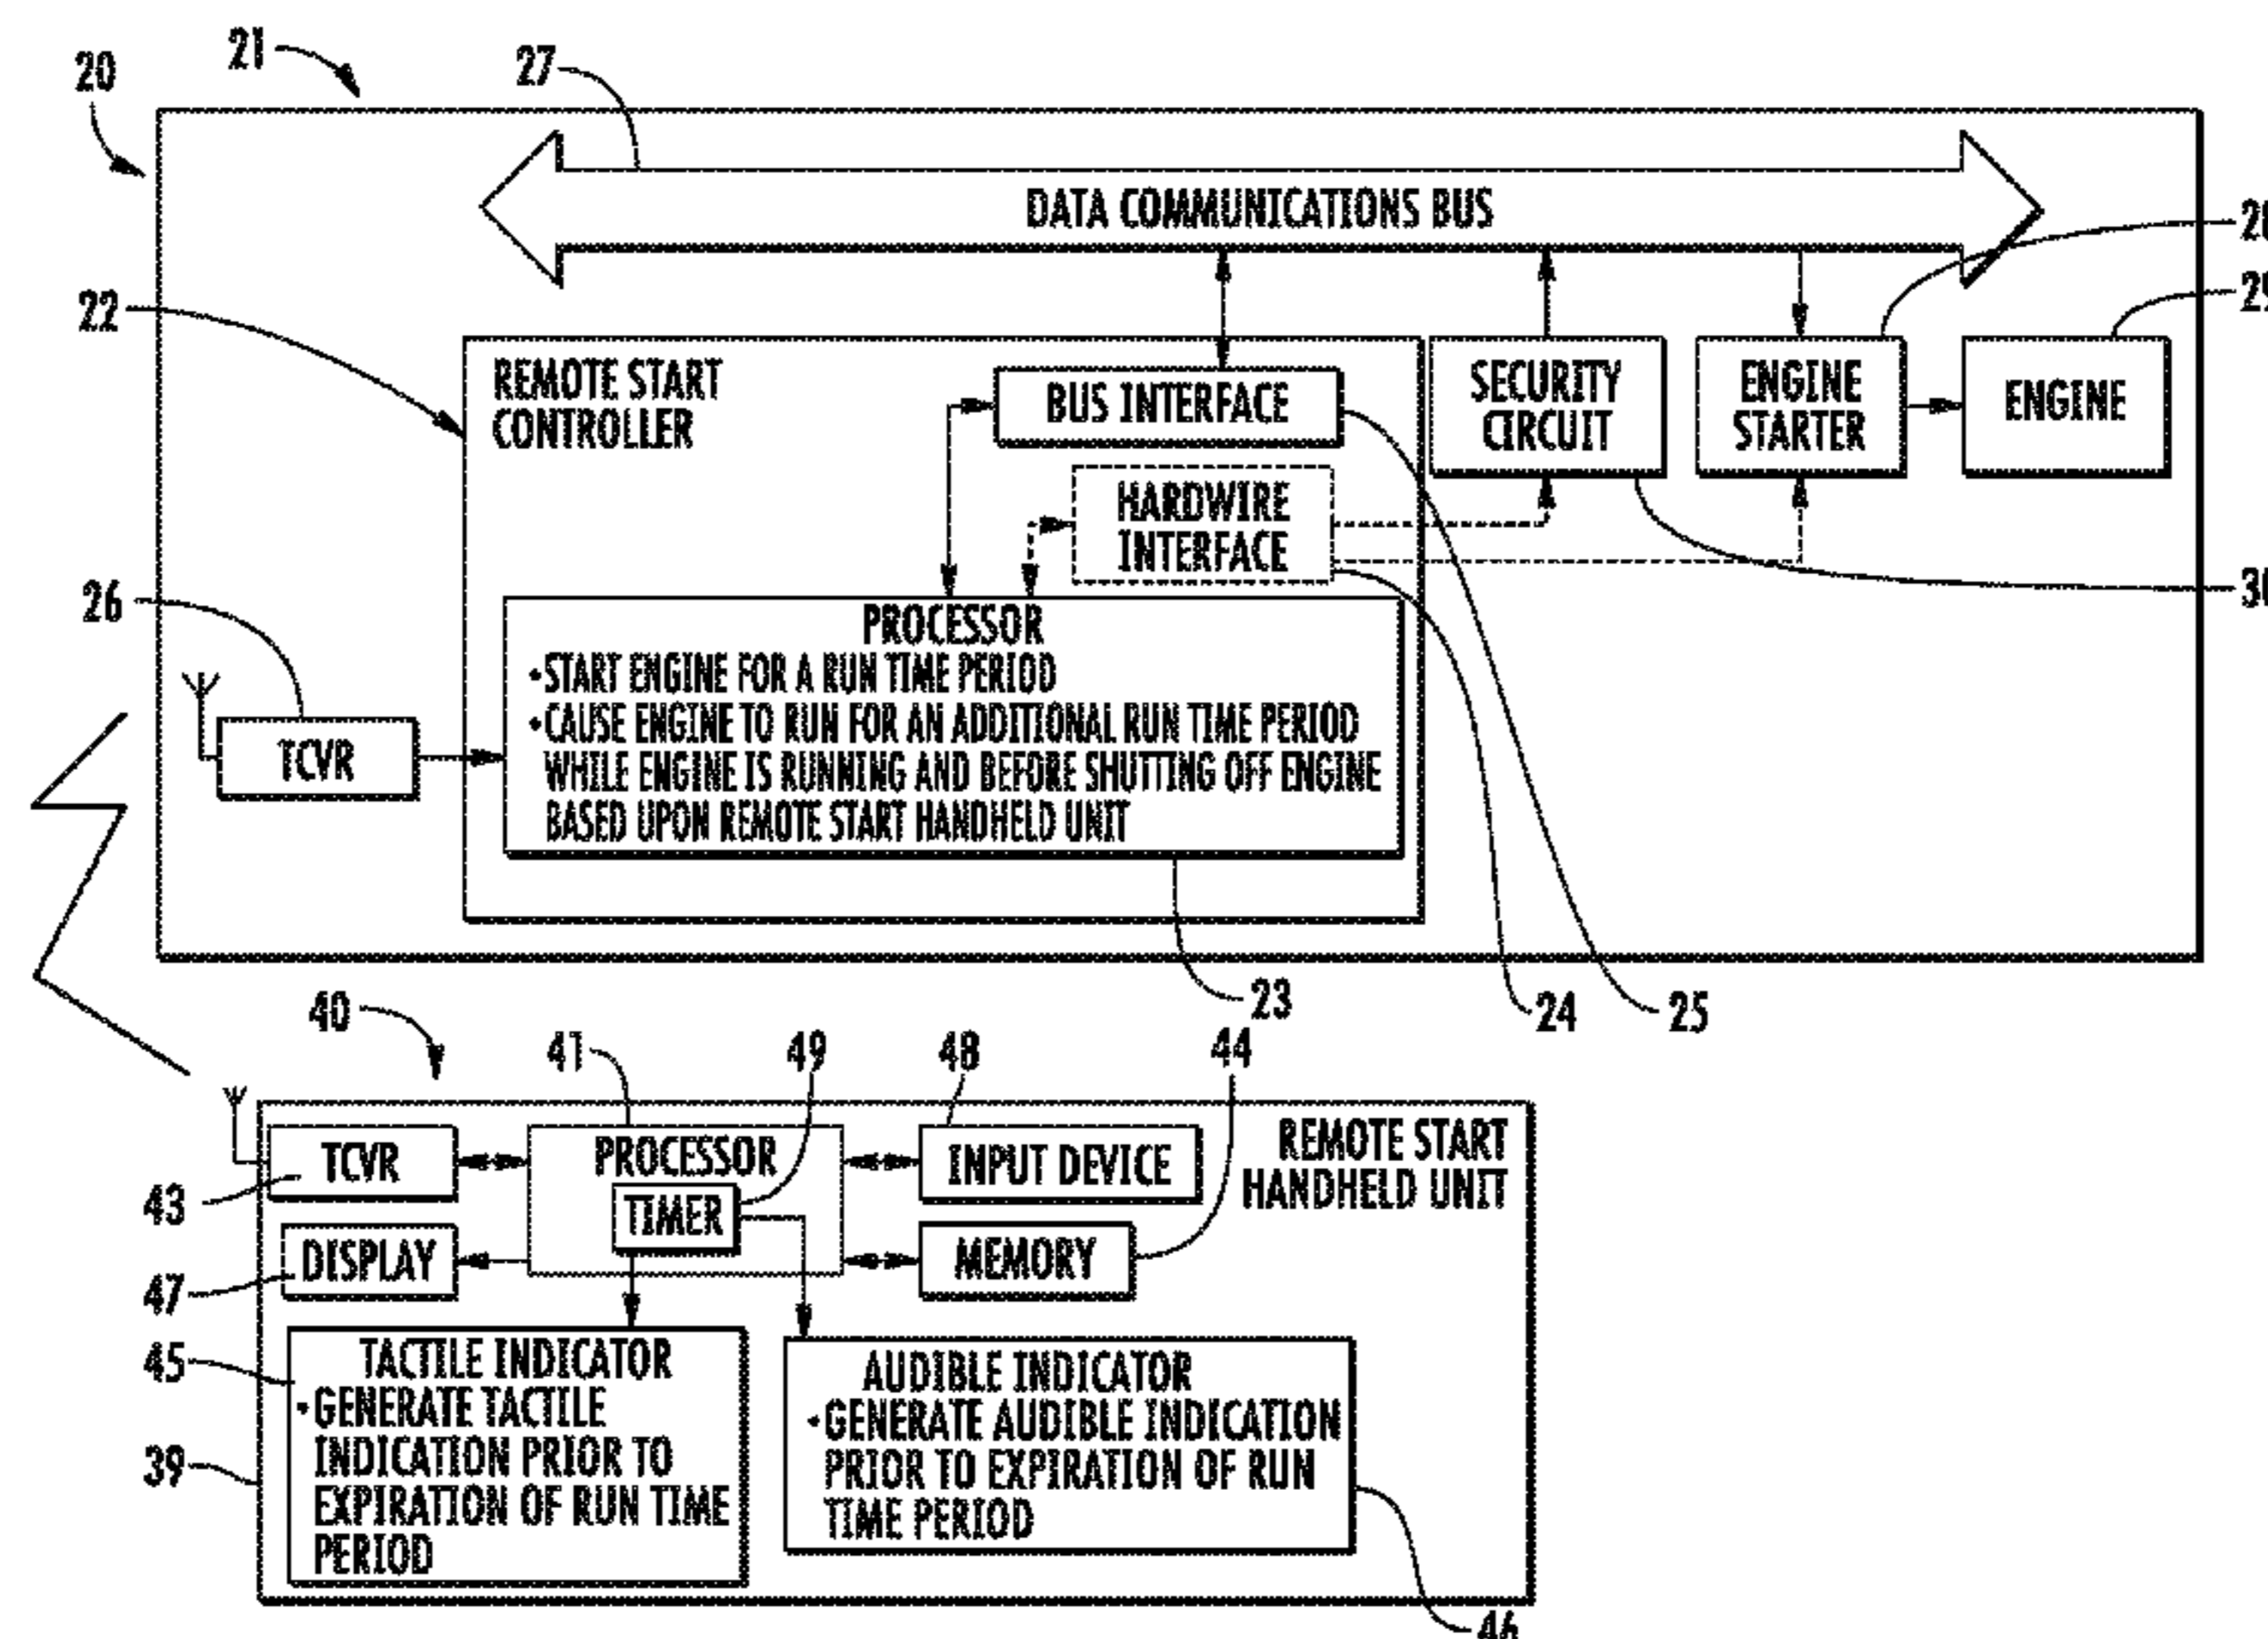 21
20
27
DATA COMMUNICATIONS BUS
22
REMOTE START
CONTROLLER
BUS INTERFACE
SECURITY
CIRCUIT
ENGINE
STARTER
ENGINE
HARDWIRE
INTERFACE
26
PROCESSOR
•START ENGINE FOR A RUN TIME PERIOD
•CAUSE ENGINE TO RUN FOR AN ADDITIONAL RUN TIME PERIOD
WHILE ENGINE IS RUNNING AND BEFORE SHUTTING OFF ENGINE
BASED UPON REMOTE START HANDHELD UNIT
TCVR
23
24
25
40
41
49
48
44
REMOTE START
HANDHELD UNIT
TCVR
PROCESSOR
INPUT DEVICE
43
TIMER
DISPLAY
MEMORY
47
45
TACTILE INDICATOR
•GENERATE TACTILE
INDICATION PRIOR TO
EXPIRATION OF RUN TIME
PERIOD
39
AUDIBLE INDICATOR
•GENERATE AUDIBLE INDICATION
PRIOR TO EXPIRATION OF RUN
TIME PERIOD
46